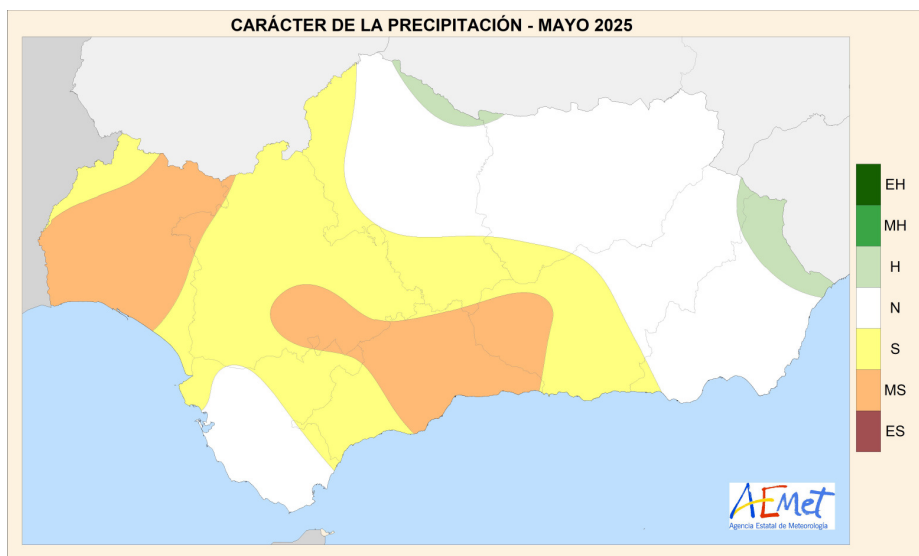 CARÁCTER DE LA PRECIPITACIÓN - MAYO 2025
EH
MH
H
N
S
MS
ES
AEMet
Agencia Estatal de Meteorología